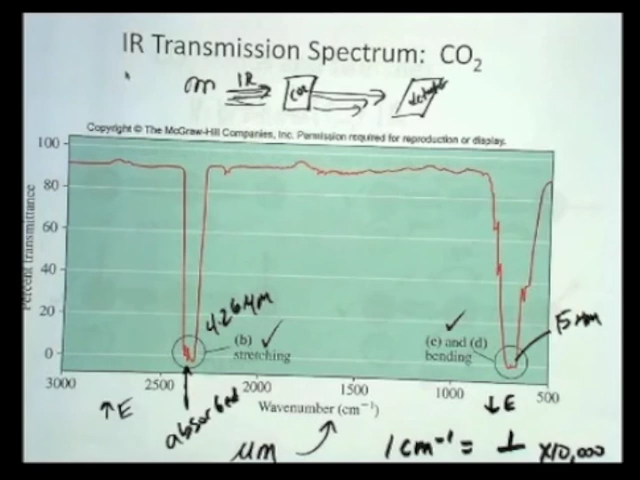 IR Transmission Spectrum: CO2
IR
CO2
detector
Copyright © The McGraw-Hill Companies, Inc. Permission required for reproduction or display.
Percent transmittance
100
80
60
40
20
0
4.26 μm
(b)
stretching
(c) and (d)
bending
15 μm
3000
2500
2000
1500
1000
500
Wavenumber (cm⁻¹)
↑E
absorbed
↓E
μm
1 cm⁻¹ = 1 x10,000